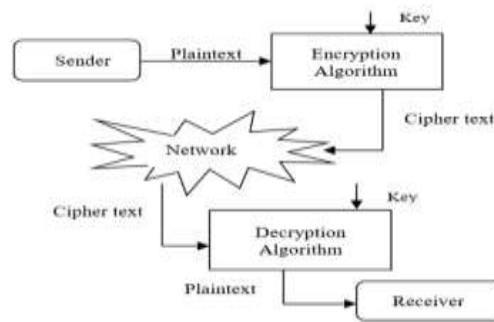 Key
Sender
Plaintext
Encryption
Algorithm
Cipher text
Network
Cipher text
Key
Decryption
Algorithm
Plaintext
Receiver